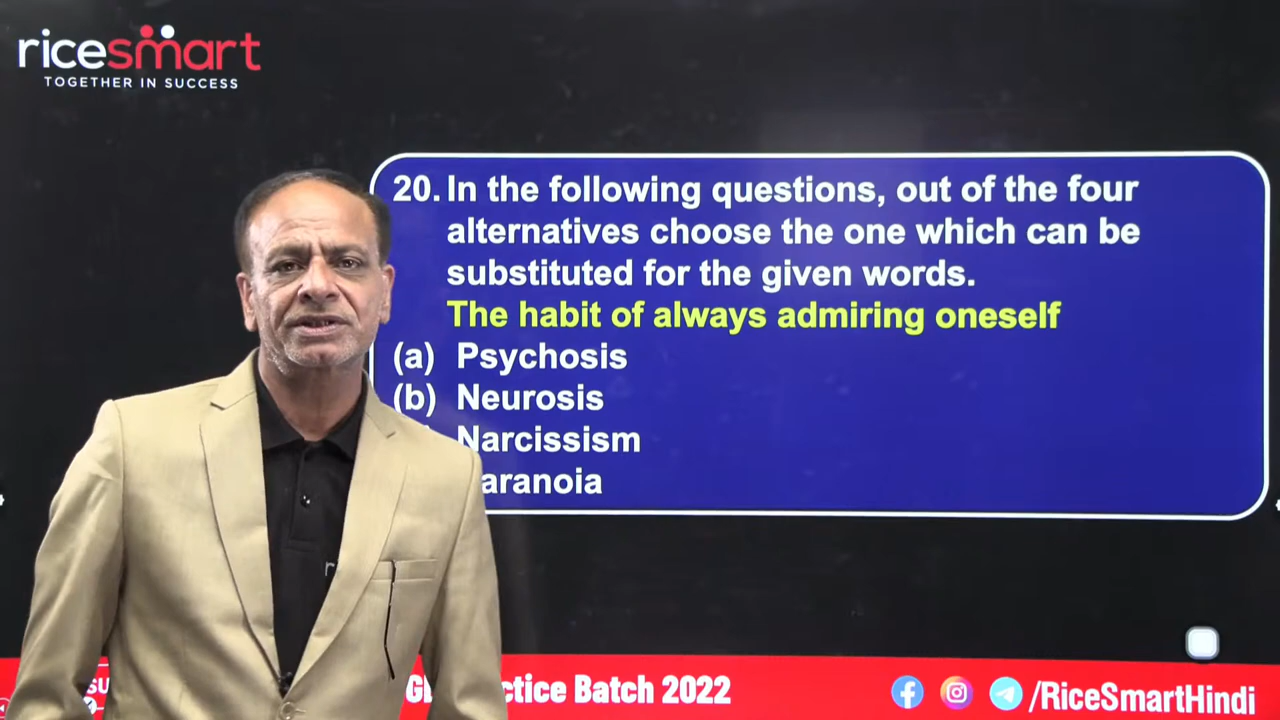 ricesmart
TOGETHER IN SUCCESS
20. In the following questions, out of the four
alternatives choose the one which can be
substituted for the given words.
The habit of always admiring oneself
(a) Psychosis
(b) Neurosis
Narcissism
aranoia
SU
ctice Batch 2022
/RiceSmartHindi